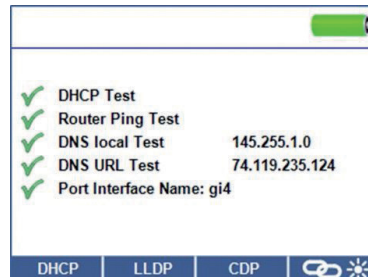 DHCP Test
Router Ping Test
DNS local Test 145.255.1.0
DNS URL Test 74.119.235.124
Port Interface Name: gi4
DHCP LLDP CDP